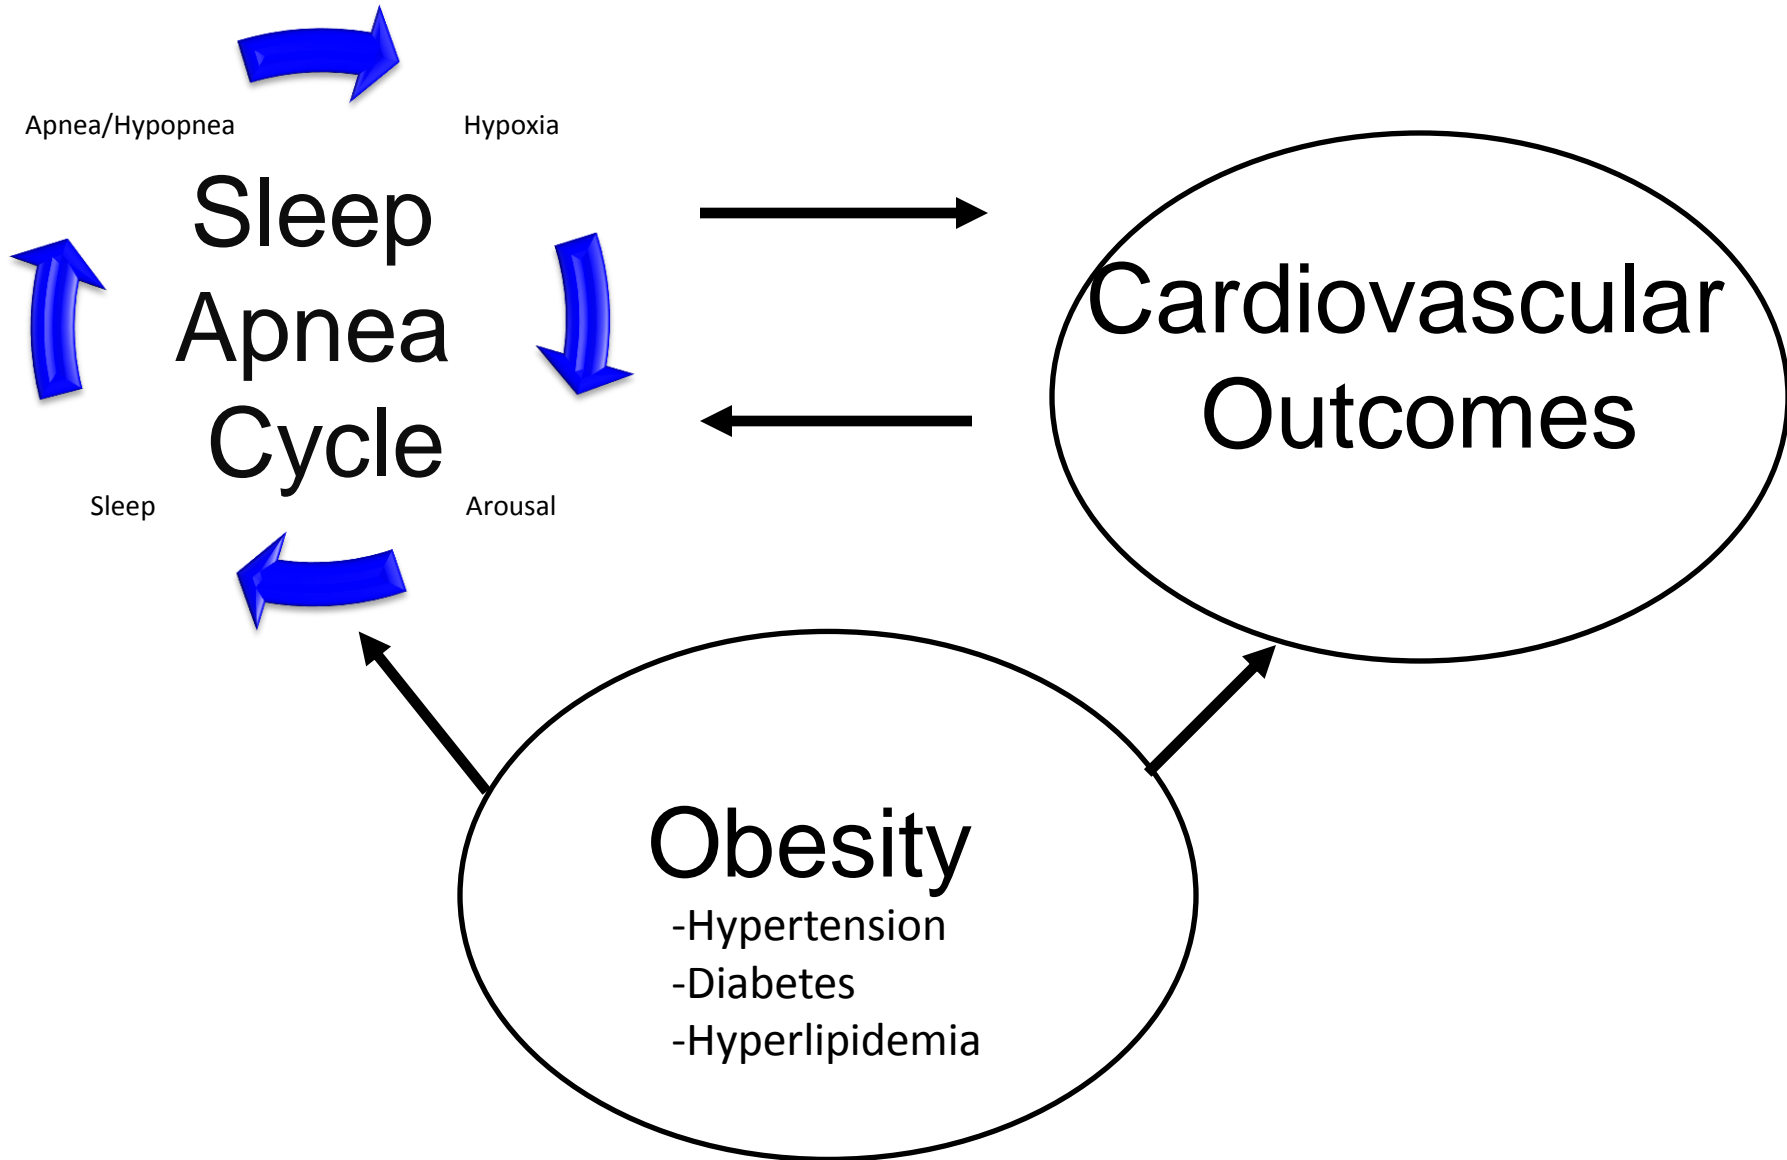 Apnea/Hypopnea
Hypoxia
Sleep
Apnea
Cycle
Sleep
Arousal
Cardiovascular
Outcomes
Obesity
-Hypertension
-Diabetes
-Hyperlipidemia